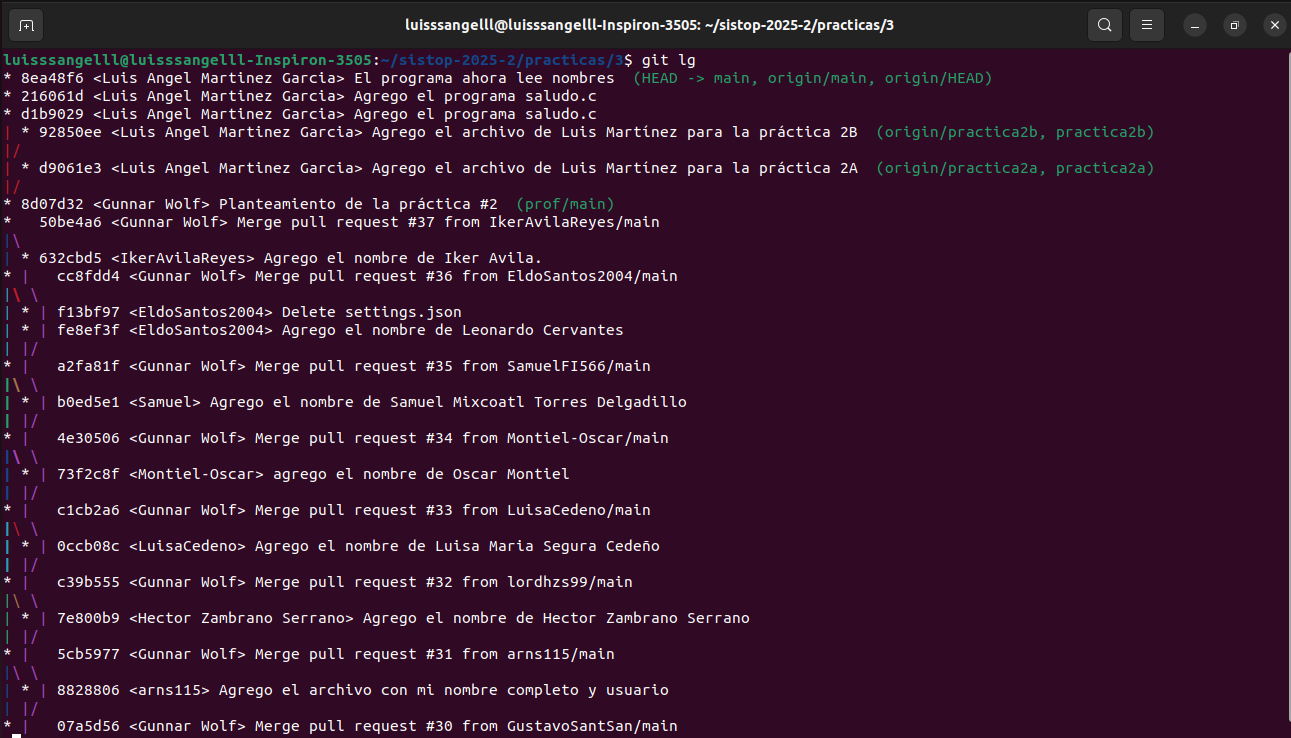 luisssangelll@luisssangelll-Inspiron-3505: ~/sistop-2025-2/practicas/3
luisssangelll@luisssangelll-Inspiron-3505:~/sistop-2025-2/practicas/3$ git lg
* 8ea48f6 <Luis Angel Martinez Garcia> El programa ahora lee nombres  (HEAD -> main, origin/main, origin/HEAD)
* 216061d <Luis Angel Martinez Garcia> Agrego el programa saludo.c
* d1b9029 <Luis Angel Martinez Garcia> Agrego el programa saludo.c
| * 92850ee <Luis Angel Martinez Garcia> Agrego el archivo de Luis Martínez para la práctica 2B  (origin/practica2b, practica2b)
|/
| * d9061e3 <Luis Angel Martinez Garcia> Agrego el archivo de Luis Martínez para la práctica 2A  (origin/practica2a, practica2a)
|/
* 8d07d32 <Gunnar Wolf> Planteamiento de la práctica #2  (prof/main)
*   50be4a6 <Gunnar Wolf> Merge pull request #37 from IkerAvilaReyes/main
|\
| * 632cbd5 <IkerAvilaReyes> Agrego el nombre de Iker Avila.
* |   cc8fdd4 <Gunnar Wolf> Merge pull request #36 from EldoSantos2004/main
|\ \
| * | f13bf97 <EldoSantos2004> Delete settings.json
| * | fe8ef3f <EldoSantos2004> Agrego el nombre de Leonardo Cervantes
| |/
* |   a2fa81f <Gunnar Wolf> Merge pull request #35 from SamuelFI566/main
|\ \
| * | b0ed5e1 <Samuel> Agrego el nombre de Samuel Mixcoatl Torres Delgadillo
| |/
* |   4e30506 <Gunnar Wolf> Merge pull request #34 from Montiel-Oscar/main
|\ \
| * | 73f2c8f <Montiel-Oscar> agrego el nombre de Oscar Montiel
| |/
* |   c1cb2a6 <Gunnar Wolf> Merge pull request #33 from LuisaCedeno/main
|\ \
| * | 0ccb08c <LuisaCedeno> Agrego el nombre de Luisa Maria Segura Cedeño
| |/
* |   c39b555 <Gunnar Wolf> Merge pull request #32 from lordhzs99/main
|\ \
| * | 7e800b9 <Hector Zambrano Serrano> Agrego el nombre de Hector Zambrano Serrano
| |/
* |   5cb5977 <Gunnar Wolf> Merge pull request #31 from arns115/main
|\ \
| * | 8828806 <arns115> Agrego el archivo con mi nombre completo y usuario
| |/
* |   07a5d56 <Gunnar Wolf> Merge pull request #30 from GustavoSantSan/main